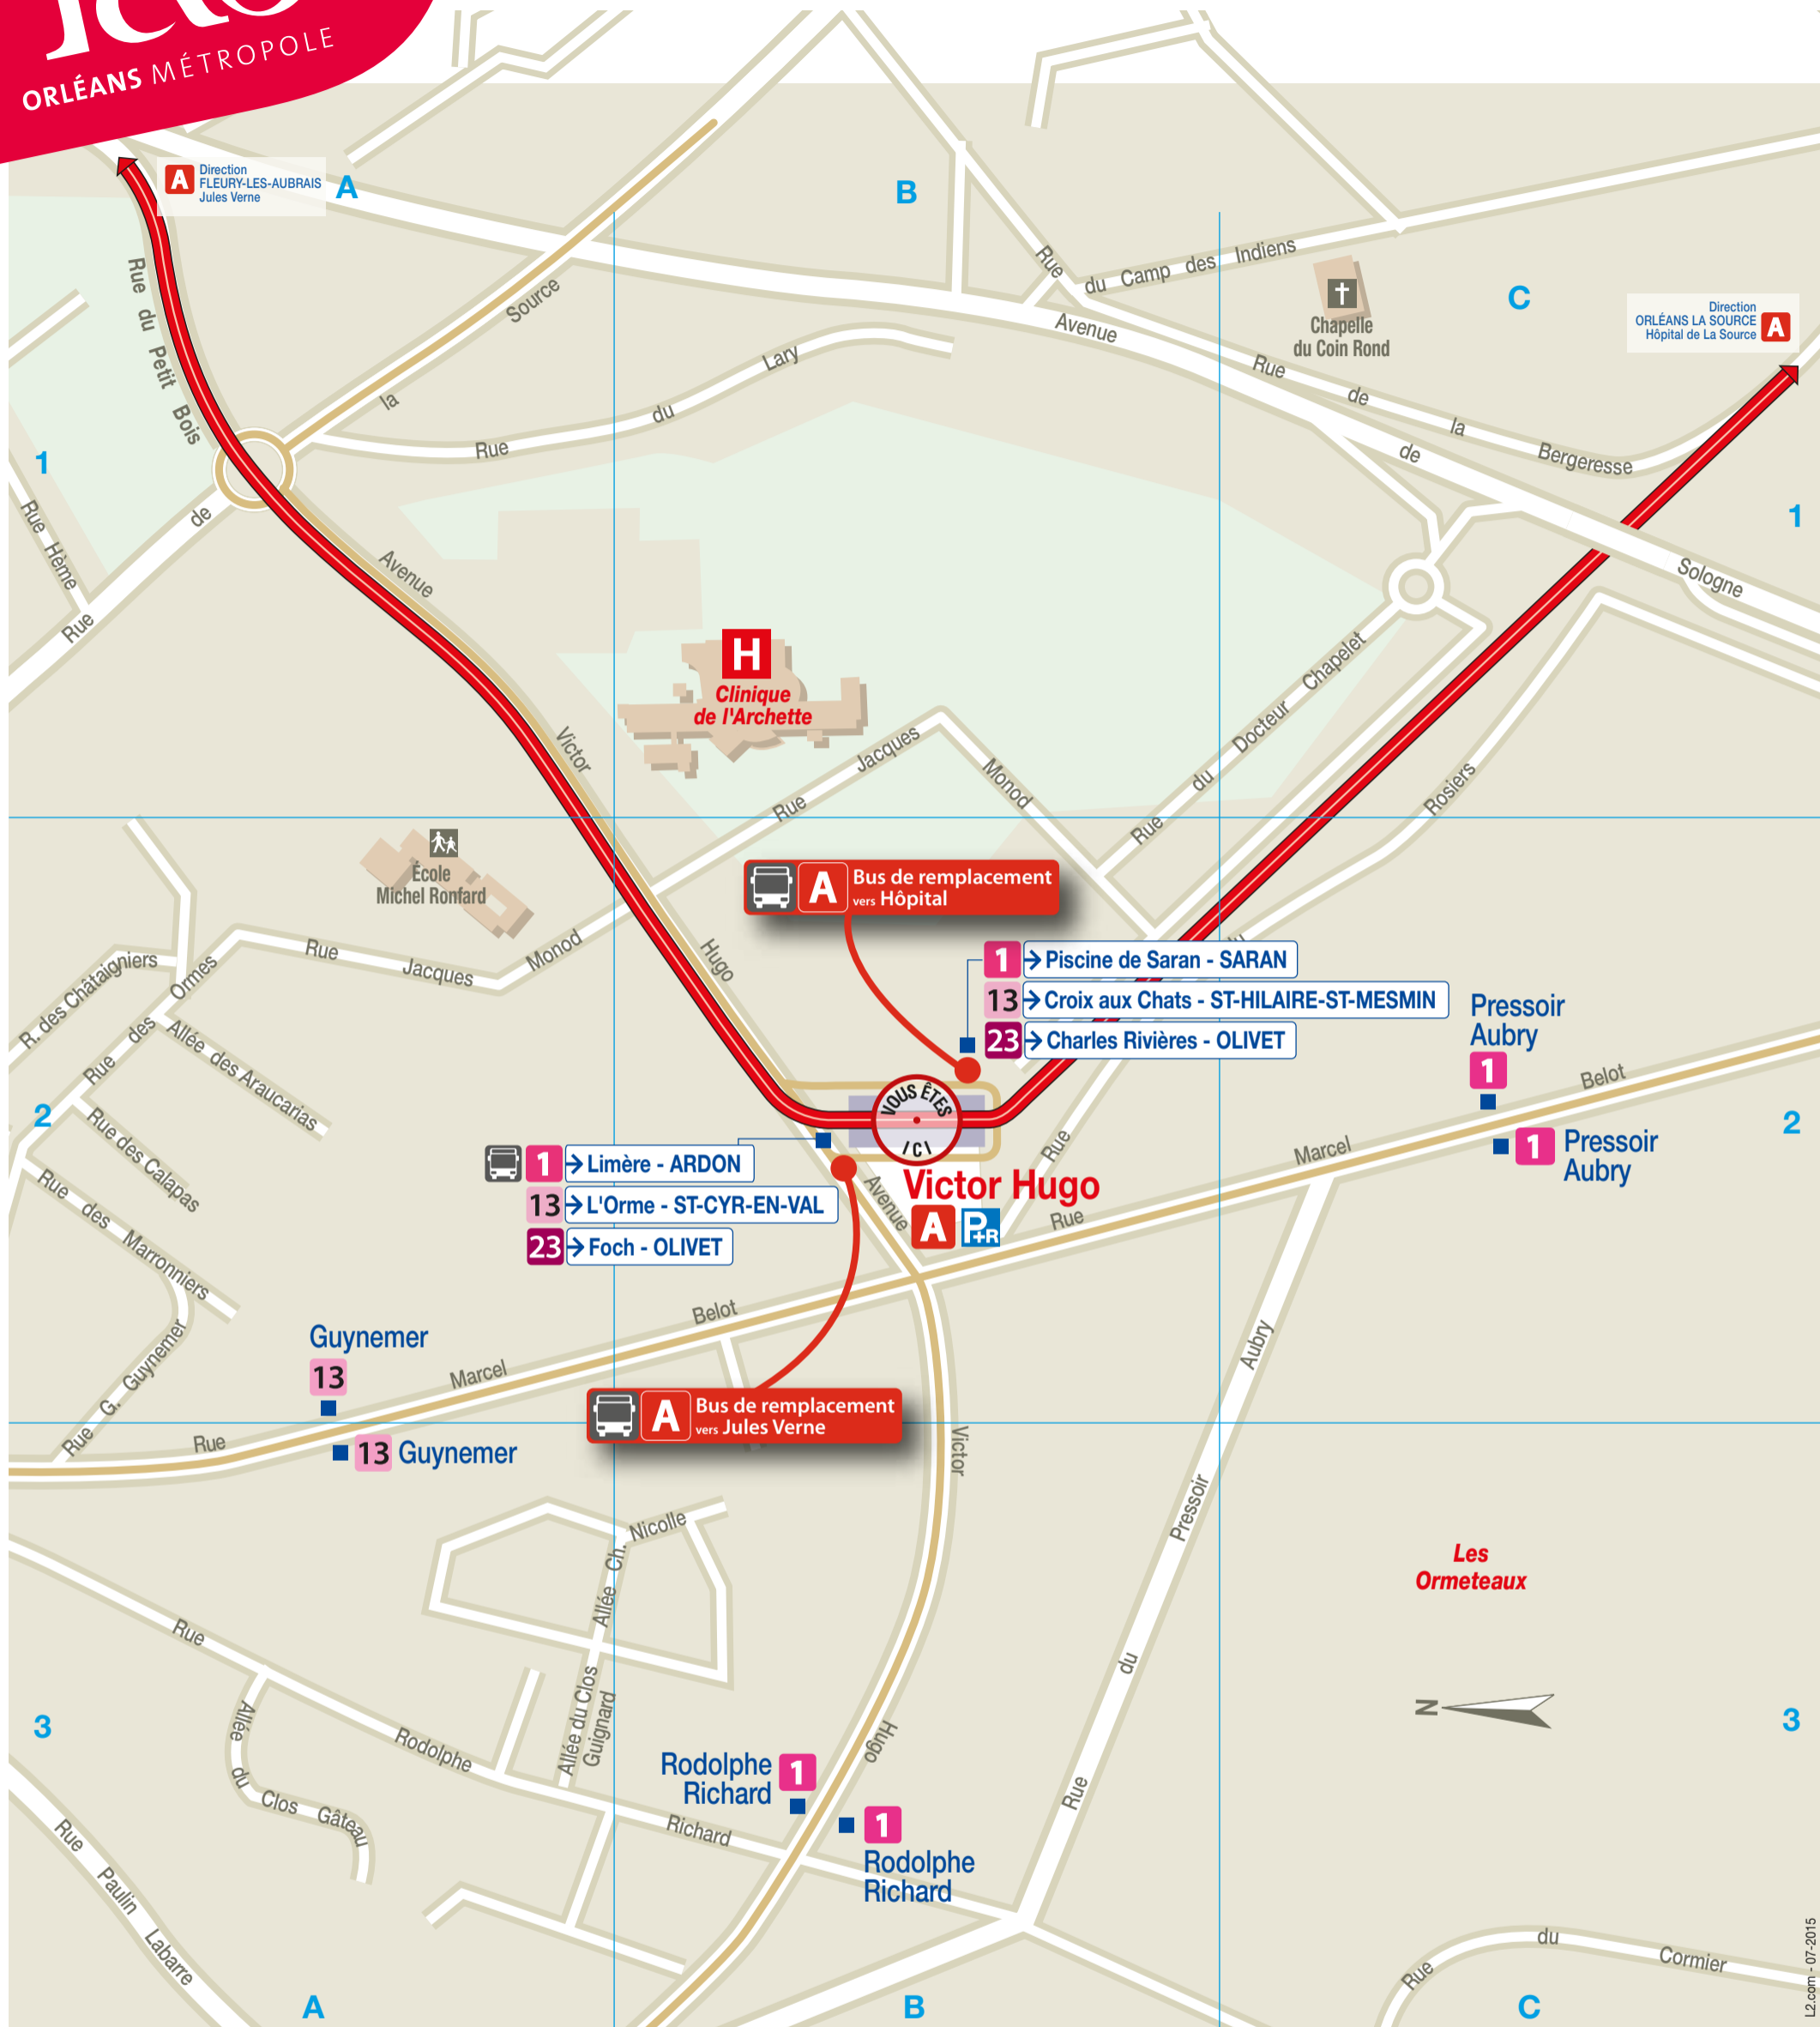 ORLÉANS MÉTROPOLE
A
Direction
FLEURY-LES-AUBRAIS
Jules Verne
A
B
C
Direction
ORLÉANS LA SOURCE
Hôpital de La Source
A
Rue du Camp des Indiens
Chapelle
du Coin Rond
Rue du Petit Bois
Rue de la Source
Rue du Lary
Avenue de Sologne
Rue de la Bergeresse
1
1
Rue Hème
Avenue Victor Hugo
H
Clinique
de l'Archette
Rue Jacques Monod
Rue du Docteur Chapelet
Rue du Rosiers
École
Michel Ronfard
Rue Jacques Monod
R. des Châtaigniers
Rue des Ormes
Allée des Araucarias
Rue des Calapas
Rue des Marronniers
Rue G. Guynemer
A
Bus de remplacement
vers Hôpital
1 Piscine de Saran - SARAN
13 Croix aux Chats - ST-HILAIRE-ST-MESMIN
23 Charles Rivières - OLIVET
Pressoir
Aubry
1
1
Pressoir
Aubry
2
2
VOUS ÊTES
ICI
Victor Hugo
A P+R
1 Limère - ARDON
13 L'Orme - ST-CYR-EN-VAL
23 Foch - OLIVET
Avenue Victor Hugo
Rue Marcel Belot
Rue Marcel Belot
Guynemer
13
13 Guynemer
A
Bus de remplacement
vers Jules Verne
Rue du Pressoir Aubry
Allée Ch. Nicolle
Allée du Clos
Guignard
Les
Ormeteaux
N
3
3
Rue Rodolphe Richard
Allée du Clos Gâteau
Rue Paulin Labarre
Rodolphe
Richard
1
1
Rodolphe
Richard
Rue du Cormier
A
B
C
L2.com - 07-2015